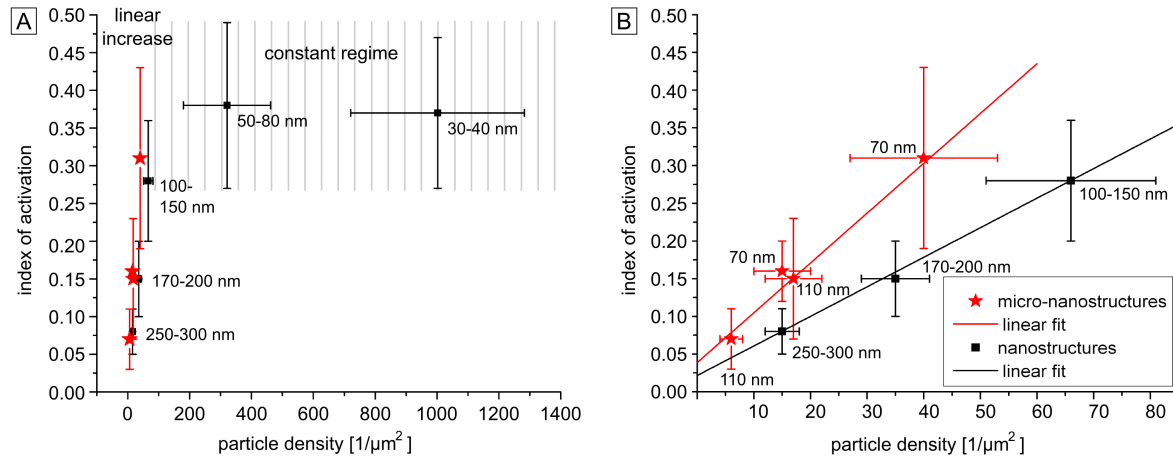 A
0.50
0.45
0.40
0.35
0.30
0.25
0.20
0.15
0.10
0.05
0.00
index of activation
linear
increase
constant regime
50-80 nm
30-40 nm
100-
150 nm
170-200 nm
250-300 nm
0 200 400 600 800 1000 1200 1400
particle density [1/µm²]
B
0.50
0.45
0.40
0.35
0.30
0.25
0.20
0.15
0.10
0.05
0.00
index of activation
70 nm
100-150 nm
70 nm
170-200 nm
110 nm
250-300 nm
110 nm
micro-nanostructures
linear fit
nanostructures
linear fit
10 20 30 40 50 60 70 80
particle density [1/µm²]